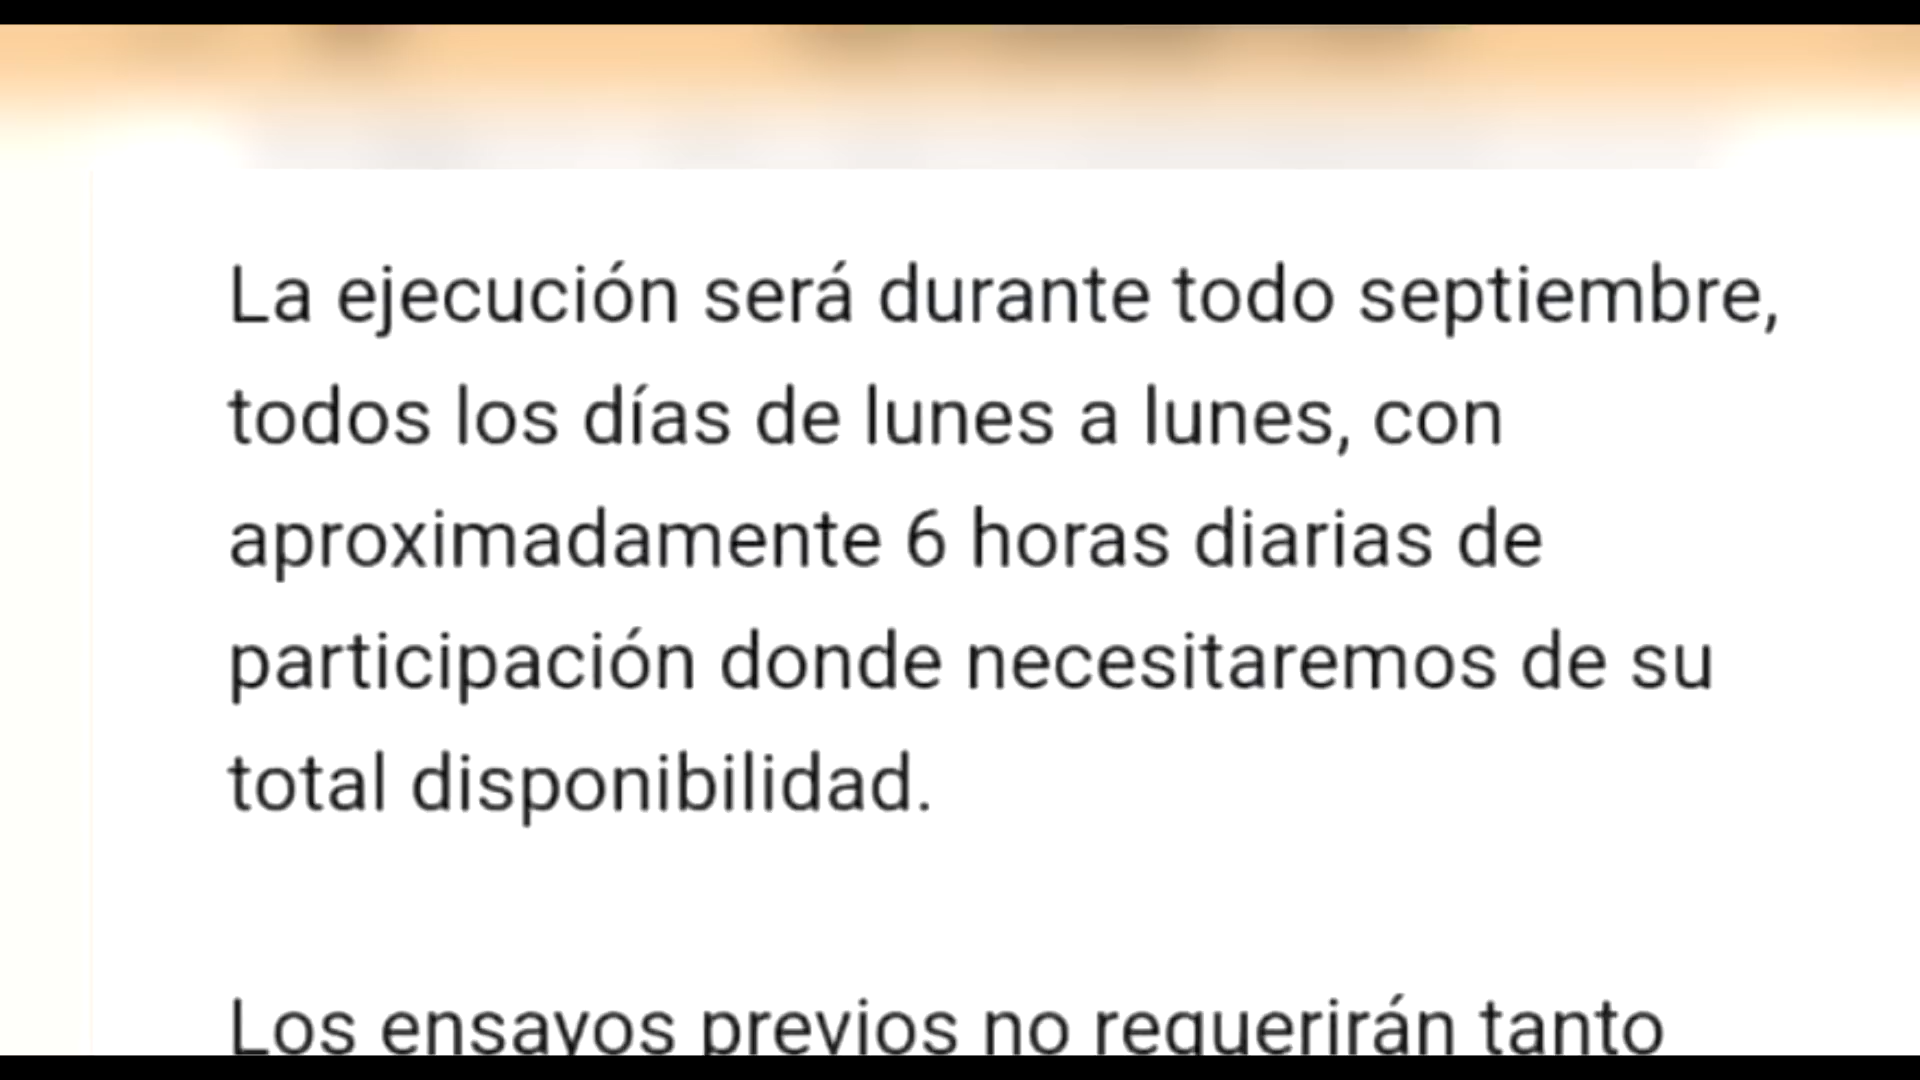 La ejecución será durante todo septiembre,
todos los días de lunes a lunes, con
aproximadamente 6 horas diarias de
participación donde necesitaremos de su
total disponibilidad.
Los ensayos previos no requerirán tanto